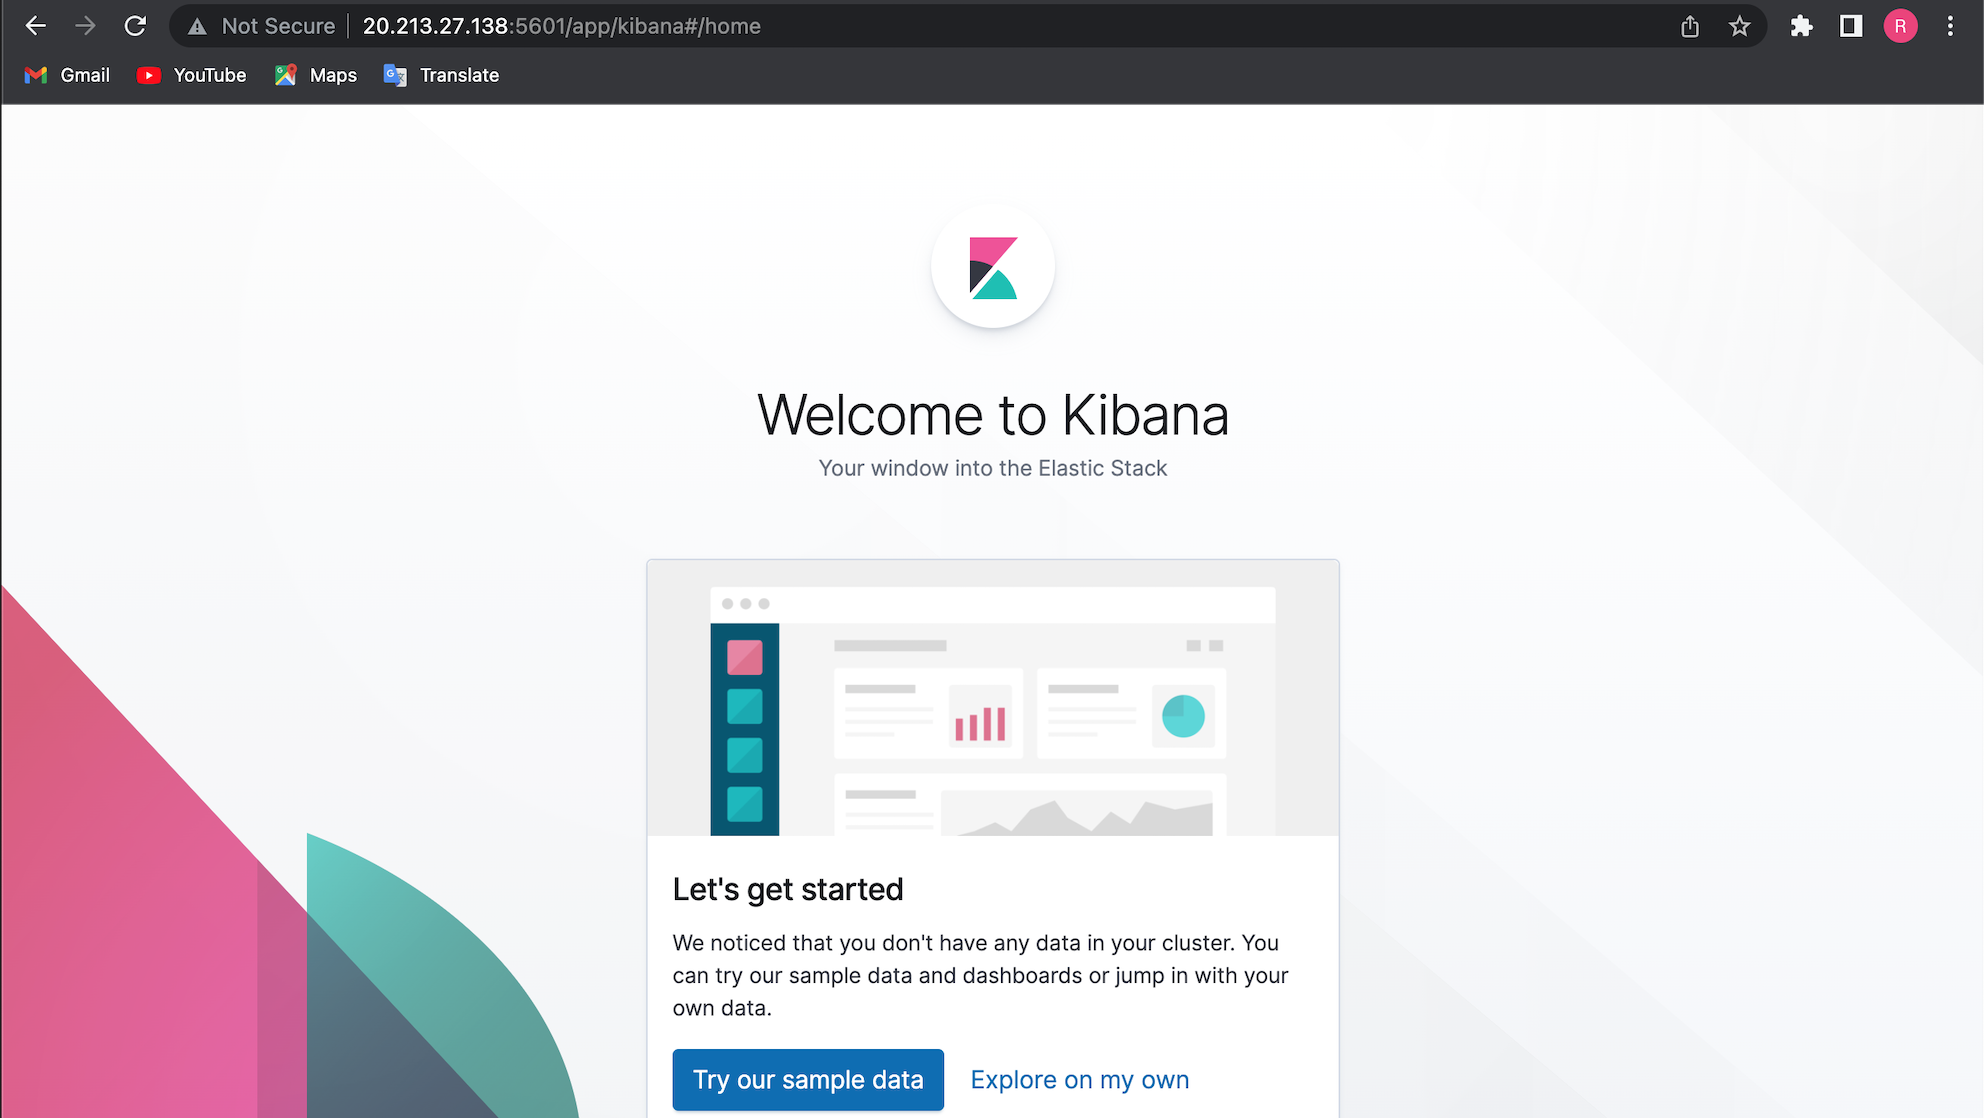 Not Secure 20.213.27.138:5601/app/kibana#/home
R
Gmail YouTube Maps Translate
Welcome to Kibana
Your window into the Elastic Stack
Let's get started
We noticed that you don't have any data in your cluster. You
can try our sample data and dashboards or jump in with your
own data.
Try our sample data Explore on my own